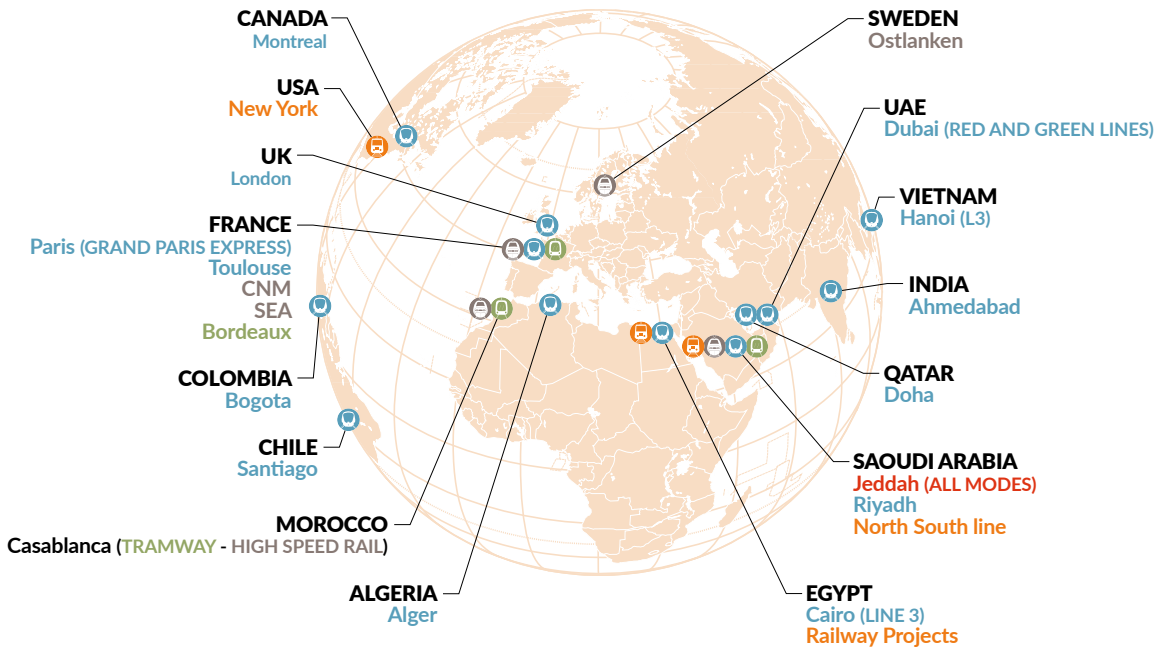 CANADA
Montreal
USA
New York
UK
London
FRANCE
Paris (GRAND PARIS EXPRESS)
Toulouse
CNM
SEA
Bordeaux
COLOMBIA
Bogota
CHILE
Santiago
MOROCCO
Casablanca (TRAMWAY - HIGH SPEED RAIL)
ALGERIA
Alger
SWEDEN
Ostlanken
UAE
Dubai (RED AND GREEN LINES)
VIETNAM
Hanoi (L3)
INDIA
Ahmedabad
QATAR
Doha
SAOUDI ARABIA
Jeddah (ALL MODES)
Riyadh
North South line
EGYPT
Cairo (LINE 3)
Railway Projects